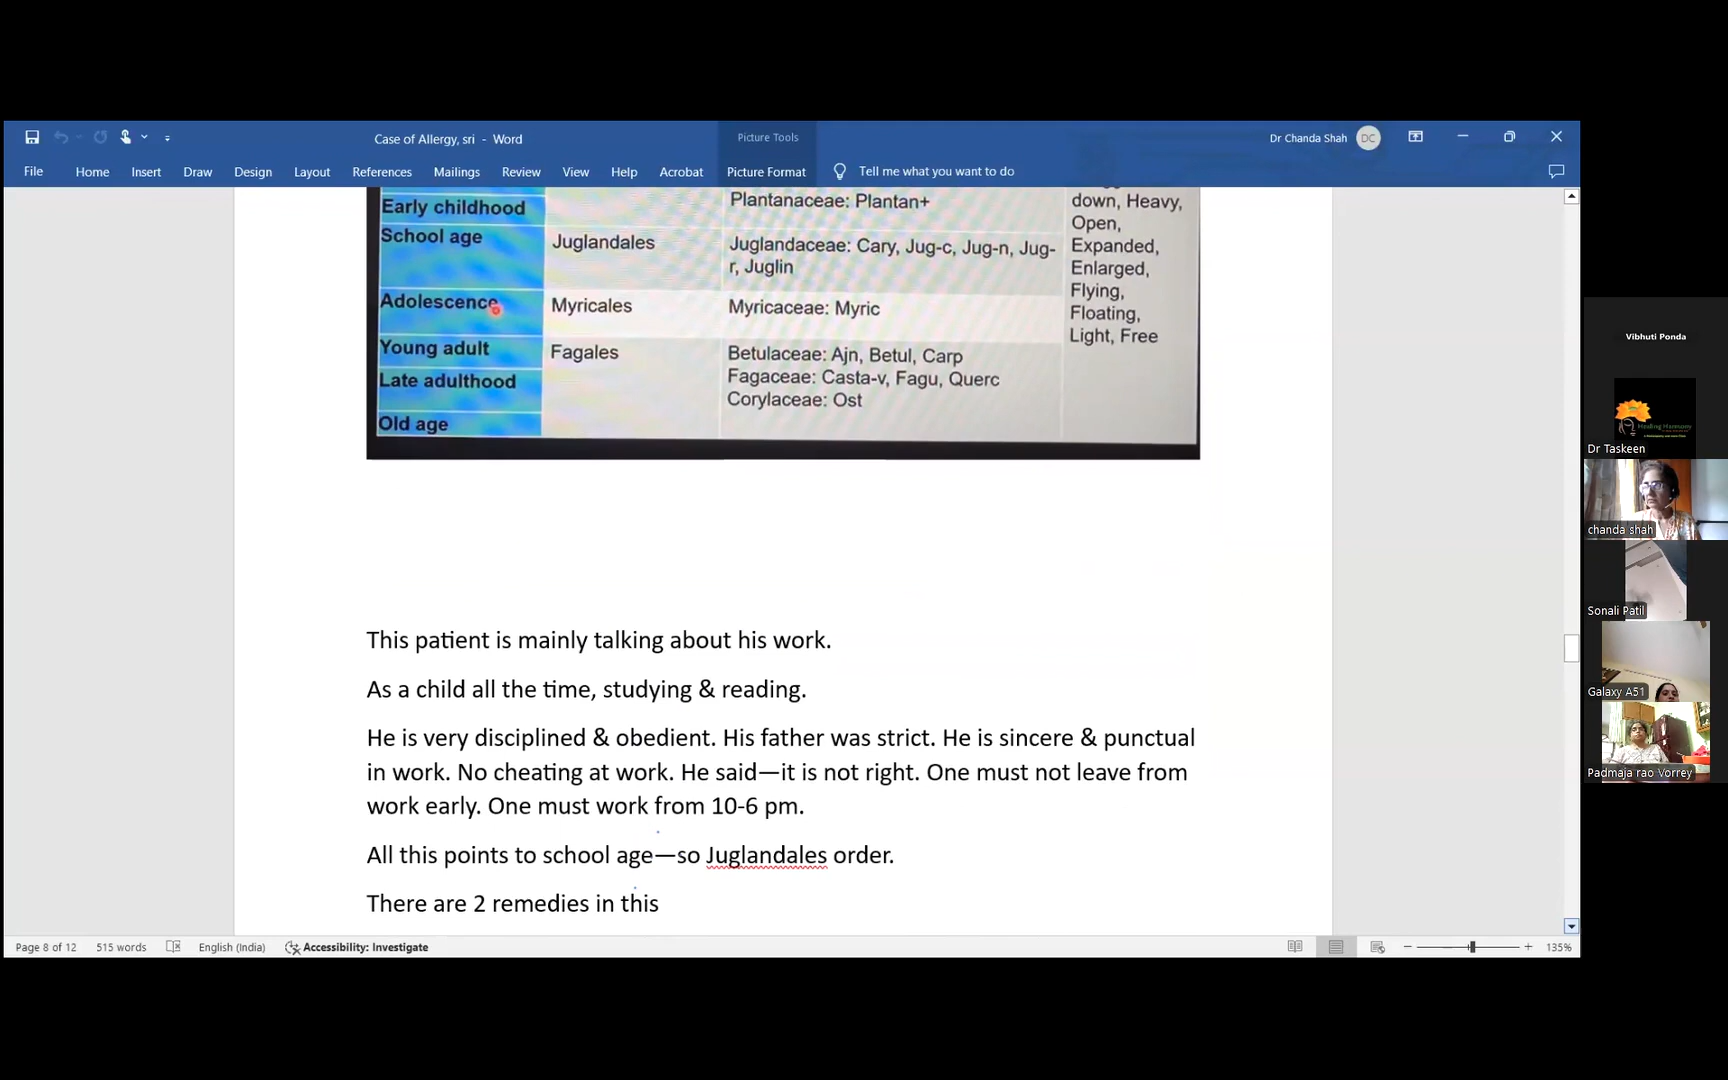 Case of Allergy, sri - Word
Picture Tools
Dr Chanda Shah
DC
File Home Insert Draw Design Layout References Mailings Review View Help Acrobat Picture Format Tell me what you want to do
Early childhood
Plantanaceae: Plantan+
down, Heavy,
Open,
Expanded,
Enlarged,
Flying,
Floating,
Light, Free
School age
Juglandales
Juglandaceae: Cary, Jug-c, Jug-n, Jug-
r, Juglin
Adolescence
Myricales
Myricaceae: Myric
Young adult
Fagales
Betulaceae: Ajn, Betul, Carp
Late adulthood
Fagaceae: Casta-v, Fagu, Querc
Corylaceae: Ost
Old age
This patient is mainly talking about his work.
As a child all the time, studying & reading.
He is very disciplined & obedient. His father was strict. He is sincere & punctual
in work. No cheating at work. He said—it is not right. One must not leave from
work early. One must work from 10-6 pm.
All this points to school age—so Juglandales order.
There are 2 remedies in this
Page 8 of 12 515 words English (India) Accessibility: Investigate 135%
Vibhuti Ponda
Healing Harmony
Dr Taskeen
chanda shah
Sonali Patil
Galaxy A51
Padmaja rao Vorrey